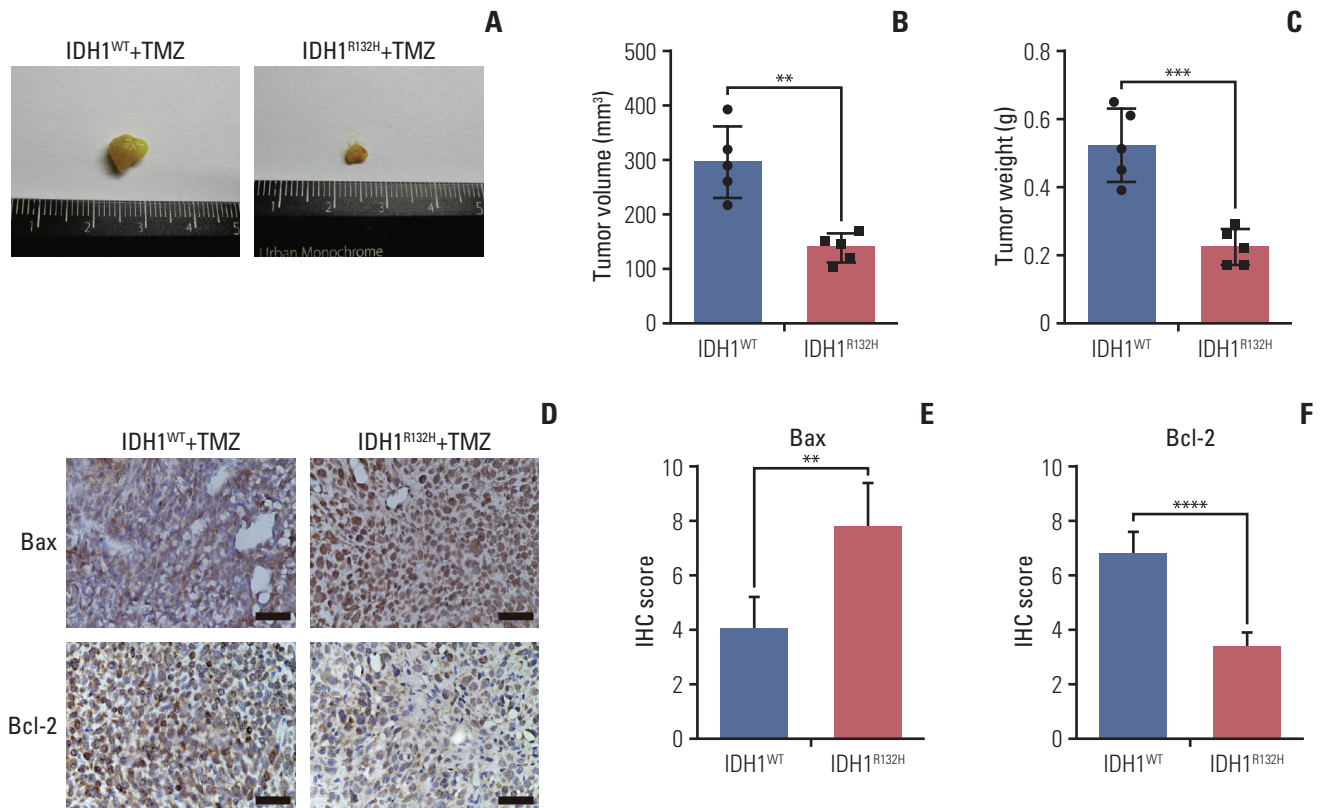 A
IDH1ᵂᵀ+TMZ
IDH1ᴿ¹³²ᴴ+TMZ
1 2 3 4 5
1 2 3 4 5
Urban Monochrome
B
Tumor volume (mm³)
500
400
300
200
100
0
**
IDH1ᵂᵀ
IDH1ᴿ¹³²ᴴ
C
Tumor weight (g)
0.8
0.6
0.4
0.2
0
***
IDH1ᵂᵀ
IDH1ᴿ¹³²ᴴ
D
IDH1ᵂᵀ+TMZ
IDH1ᴿ¹³²ᴴ+TMZ
Bax
Bcl-2
E
Bax
IHC score
10
8
6
4
2
0
**
IDH1ᵂᵀ
IDH1ᴿ¹³²ᴴ
F
Bcl-2
IHC score
10
8
6
4
2
0
****
IDH1ᵂᵀ
IDH1ᴿ¹³²ᴴ